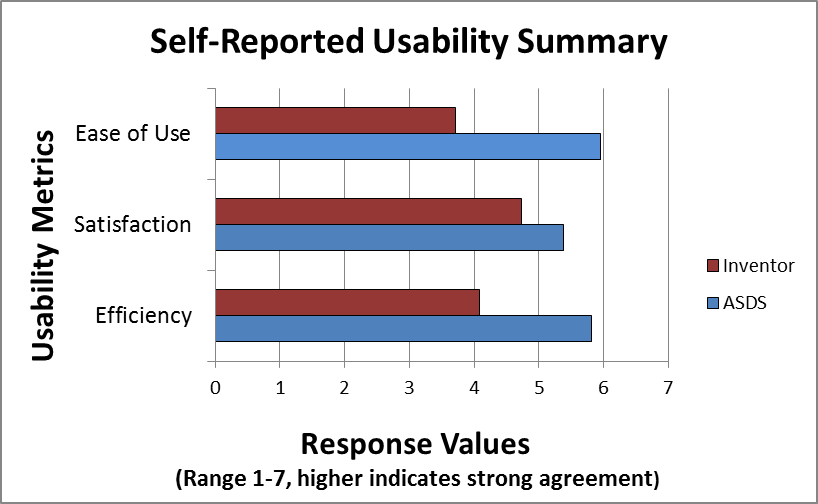 Self-Reported Usability Summary
Usability Metrics
Ease of Use
Satisfaction
Efficiency
Inventor
ASDS
0 1 2 3 4 5 6 7
Response Values
(Range 1-7, higher indicates strong agreement)